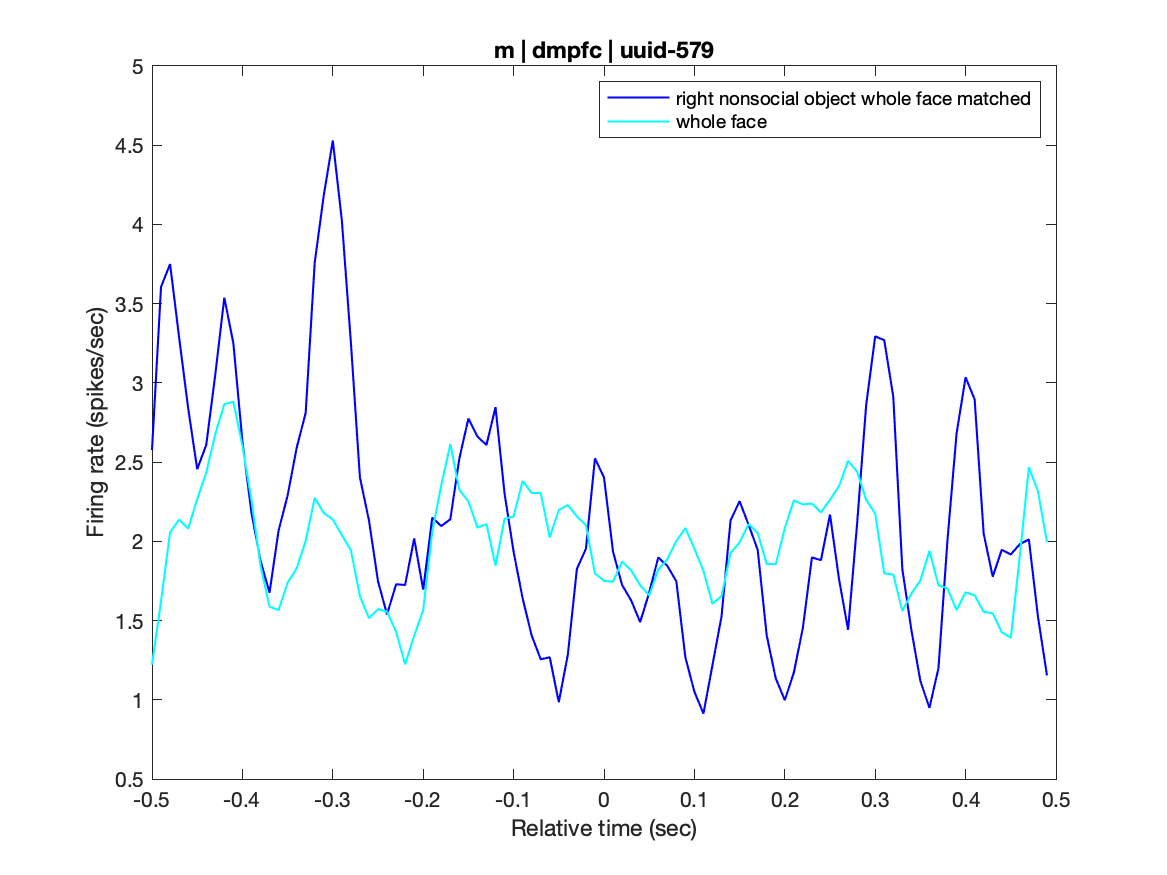 m | dmpfc | uuid-579
right nonsocial object whole face matched
whole face
Firing rate (spikes/sec)
5
4.5
4
3.5
3
2.5
2
1.5
1
0.5
-0.5 -0.4 -0.3 -0.2 -0.1 0 0.1 0.2 0.3 0.4 0.5
Relative time (sec)